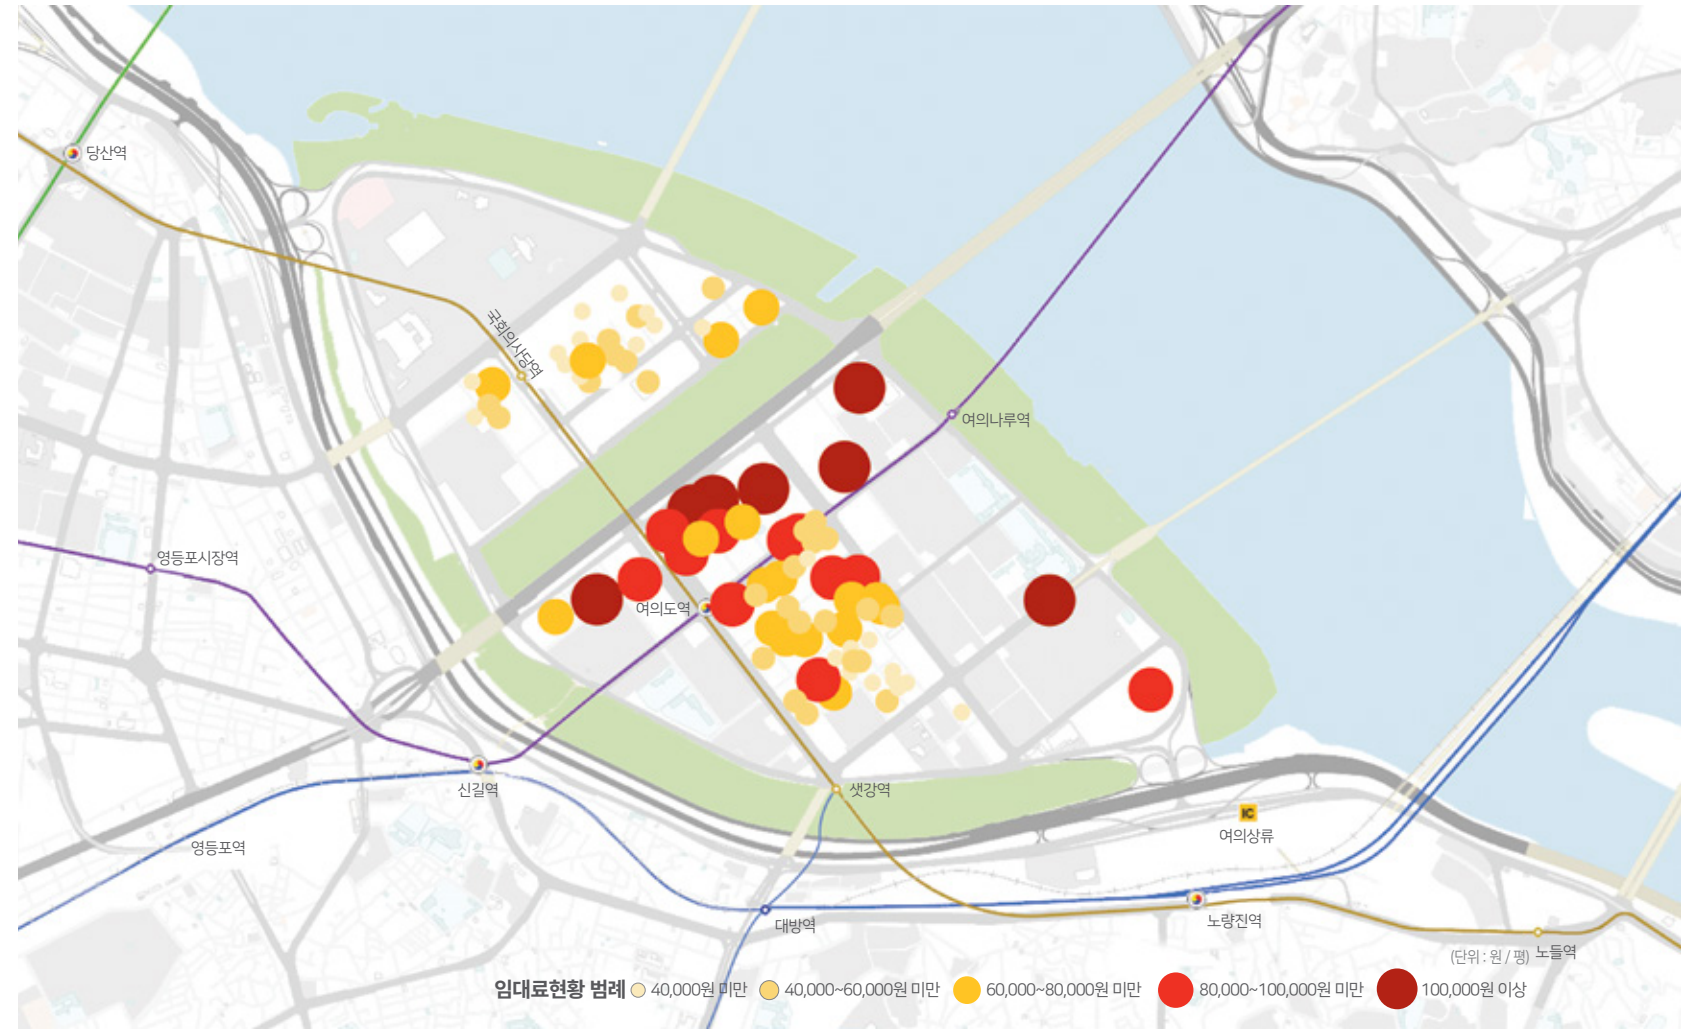 당산역
국회의사당역
여의나루역
영등포시장역
여의도역
신길역
샛강역
IC
여의상류
영등포역
대방역
노량진역
노들역
(단위 : 원 / 평)
임대료현황 범례 40,000원 미만 40,000~60,000원 미만 60,000~80,000원 미만 80,000~100,000원 미만 100,000원 이상